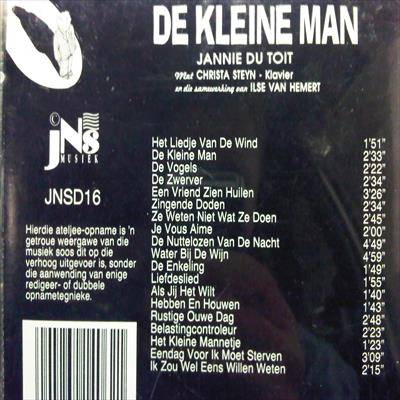 DE KLEINE MAN
JANNIE DU TOIT
Met CHRISTA STEYN - Klavier
en die samewerking van ILSE VAN HEMERT
©
JNS
MUSIEK
JNSD16
Hierdie ateljee-opname is 'n
getroue weergawe van die
musiek soos dit op die
verhoog uitgevoer is, sonder
die aanwending van enige
redigeer- of dubbele
opnametegnieke.
Het Liedje Van De Wind 1'51"
De Kleine Man 2'33"
De Vogels 2'22"
De Zwerver 2'34"
Een Vriend Zien Huilen 3'26"
Zingende Doden 2'34"
Ze Weten Niet Wat Ze Doen 2'45"
Je Vous Aime 2'00"
De Nuttelozen Van De Nacht 4'49"
Water Bij De Wijn 4'59"
De Enkeling 1'49"
Liefdeslied 1'55"
Als Jij Het Wilt 1'40"
Hebben En Houwen 1'43"
Rustige Ouwe Dag 2'48"
Belastingcontroleur 2'23"
Het Kleine Mannetje 2'23"
Eendag Voor Ik Moet Sterven 3'09"
Ik Zou Wel Eens Willen Weten 2'15"